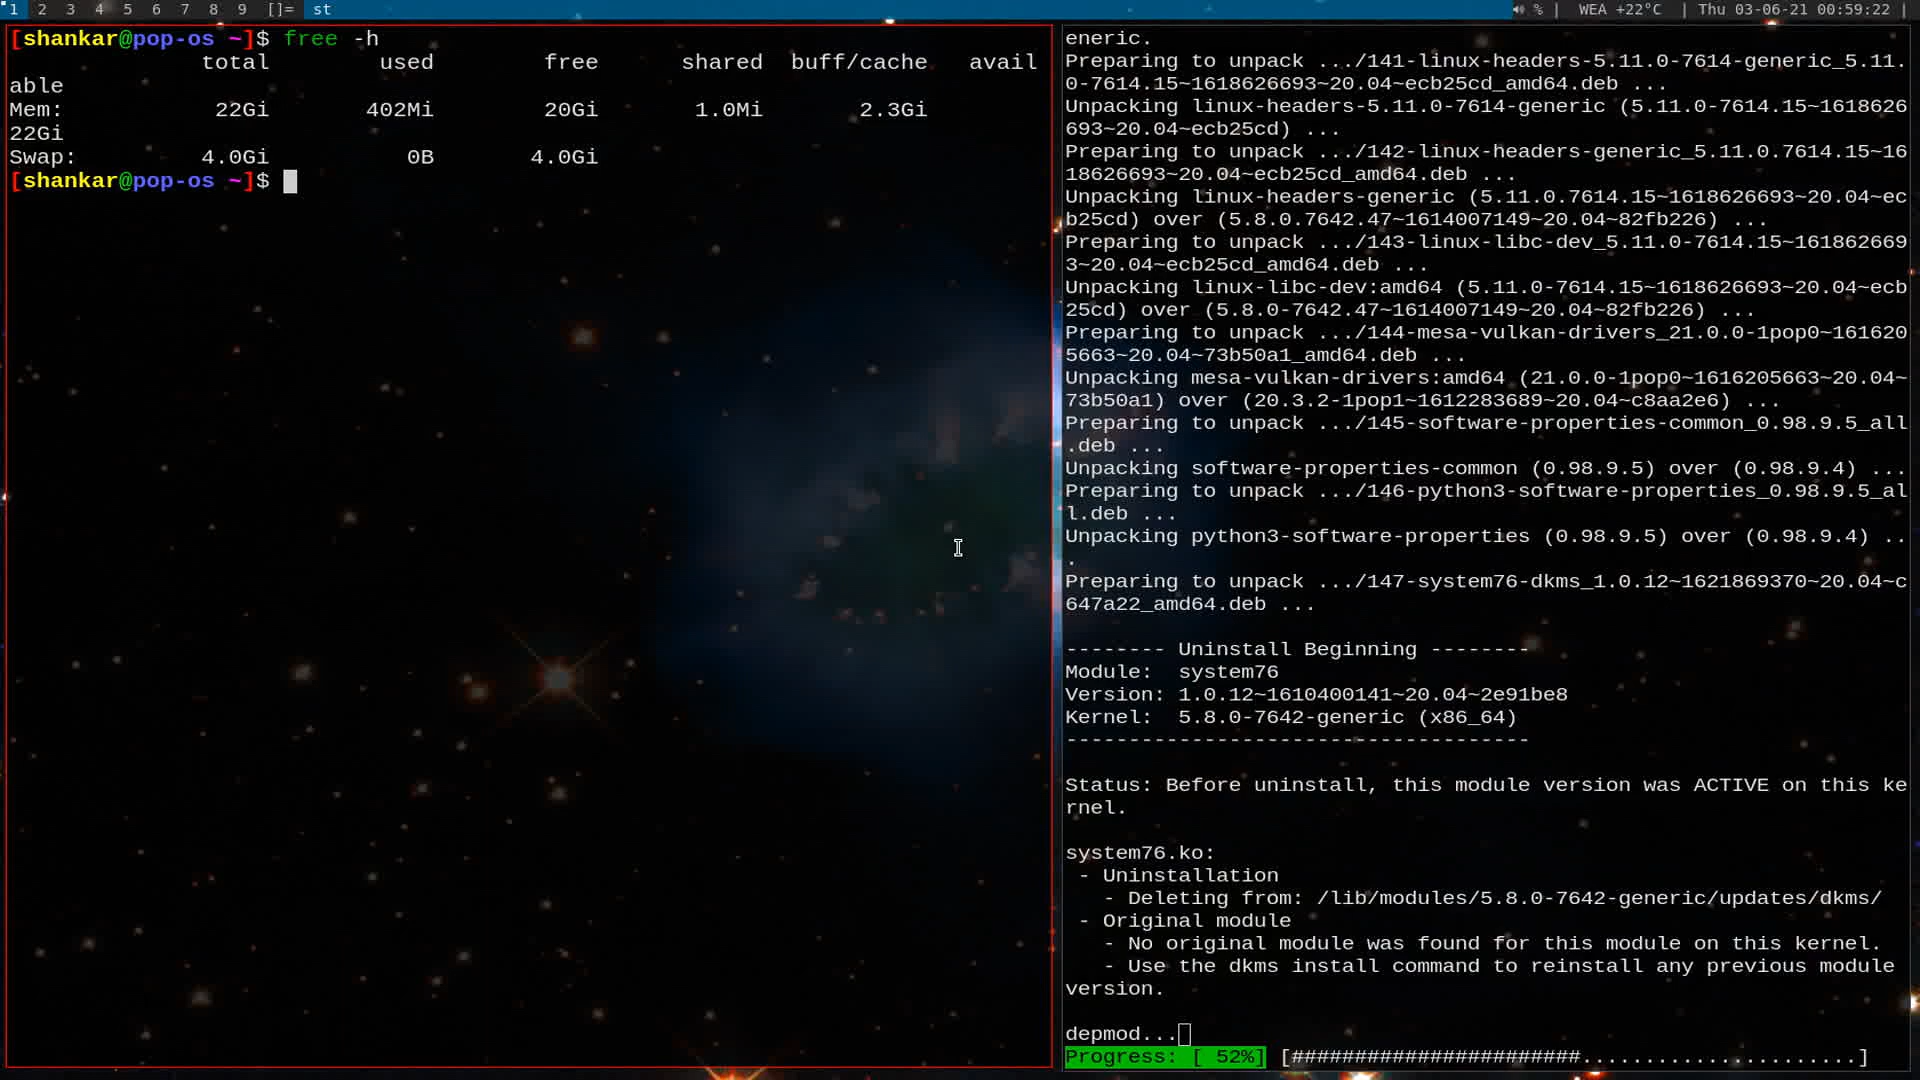 1 2 3 4 5 6 7 8 9 []= st % | WEA +22°C | Thu 03-06-21 00:59:22 |
[shankar@pop-os ~]$ free -h
total used free shared buff/cache avail
able
Mem: 22Gi 402Mi 20Gi 1.0Mi 2.3Gi
22Gi
Swap: 4.0Gi 0B 4.0Gi
[shankar@pop-os ~]$
eneric.
Preparing to unpack .../141-linux-headers-5.11.0-7614-generic_5.11.
0-7614.15~1618626693~20.04~ecb25cd_amd64.deb ...
Unpacking linux-headers-5.11.0-7614-generic (5.11.0-7614.15~1618626
693~20.04~ecb25cd) ...
Preparing to unpack .../142-linux-headers-generic_5.11.0.7614.15~16
18626693~20.04~ecb25cd_amd64.deb ...
Unpacking linux-headers-generic (5.11.0.7614.15~1618626693~20.04~ec
b25cd) over (5.8.0.7642.47~1614007149~20.04~82fb226) ...
Preparing to unpack .../143-linux-libc-dev_5.11.0-7614.15~161862669
3~20.04~ecb25cd_amd64.deb ...
Unpacking linux-libc-dev:amd64 (5.11.0-7614.15~1618626693~20.04~ecb
25cd) over (5.8.0-7642.47~1614007149~20.04~82fb226) ...
Preparing to unpack .../144-mesa-vulkan-drivers_21.0.0-1pop0~161620
5663~20.04~73b50a1_amd64.deb ...
Unpacking mesa-vulkan-drivers:amd64 (21.0.0-1pop0~1616205663~20.04~
73b50a1) over (20.3.2-1pop1~1612283689~20.04~c8aa2e6) ...
Preparing to unpack .../145-software-properties-common_0.98.9.5_all
.deb ...
Unpacking software-properties-common (0.98.9.5) over (0.98.9.4) ...
Preparing to unpack .../146-python3-software-properties_0.98.9.5_al
l.deb ...
Unpacking python3-software-properties (0.98.9.5) over (0.98.9.4) ..
.
Preparing to unpack .../147-system76-dkms_1.0.12~1621869370~20.04~c
647a22_amd64.deb ...
-------- Uninstall Beginning --------
Module: system76
Version: 1.0.12~1610400141~20.04~2e91be8
Kernel: 5.8.0-7642-generic (x86_64)
-------------------------------------
Status: Before uninstall, this module version was ACTIVE on this ke
rnel.
system76.ko:
- Uninstallation
- Deleting from: /lib/modules/5.8.0-7642-generic/updates/dkms/
- Original module
- No original module was found for this module on this kernel.
- Use the dkms install command to reinstall any previous module
version.
depmod...
Progress: [ 52%] [#######################......................]